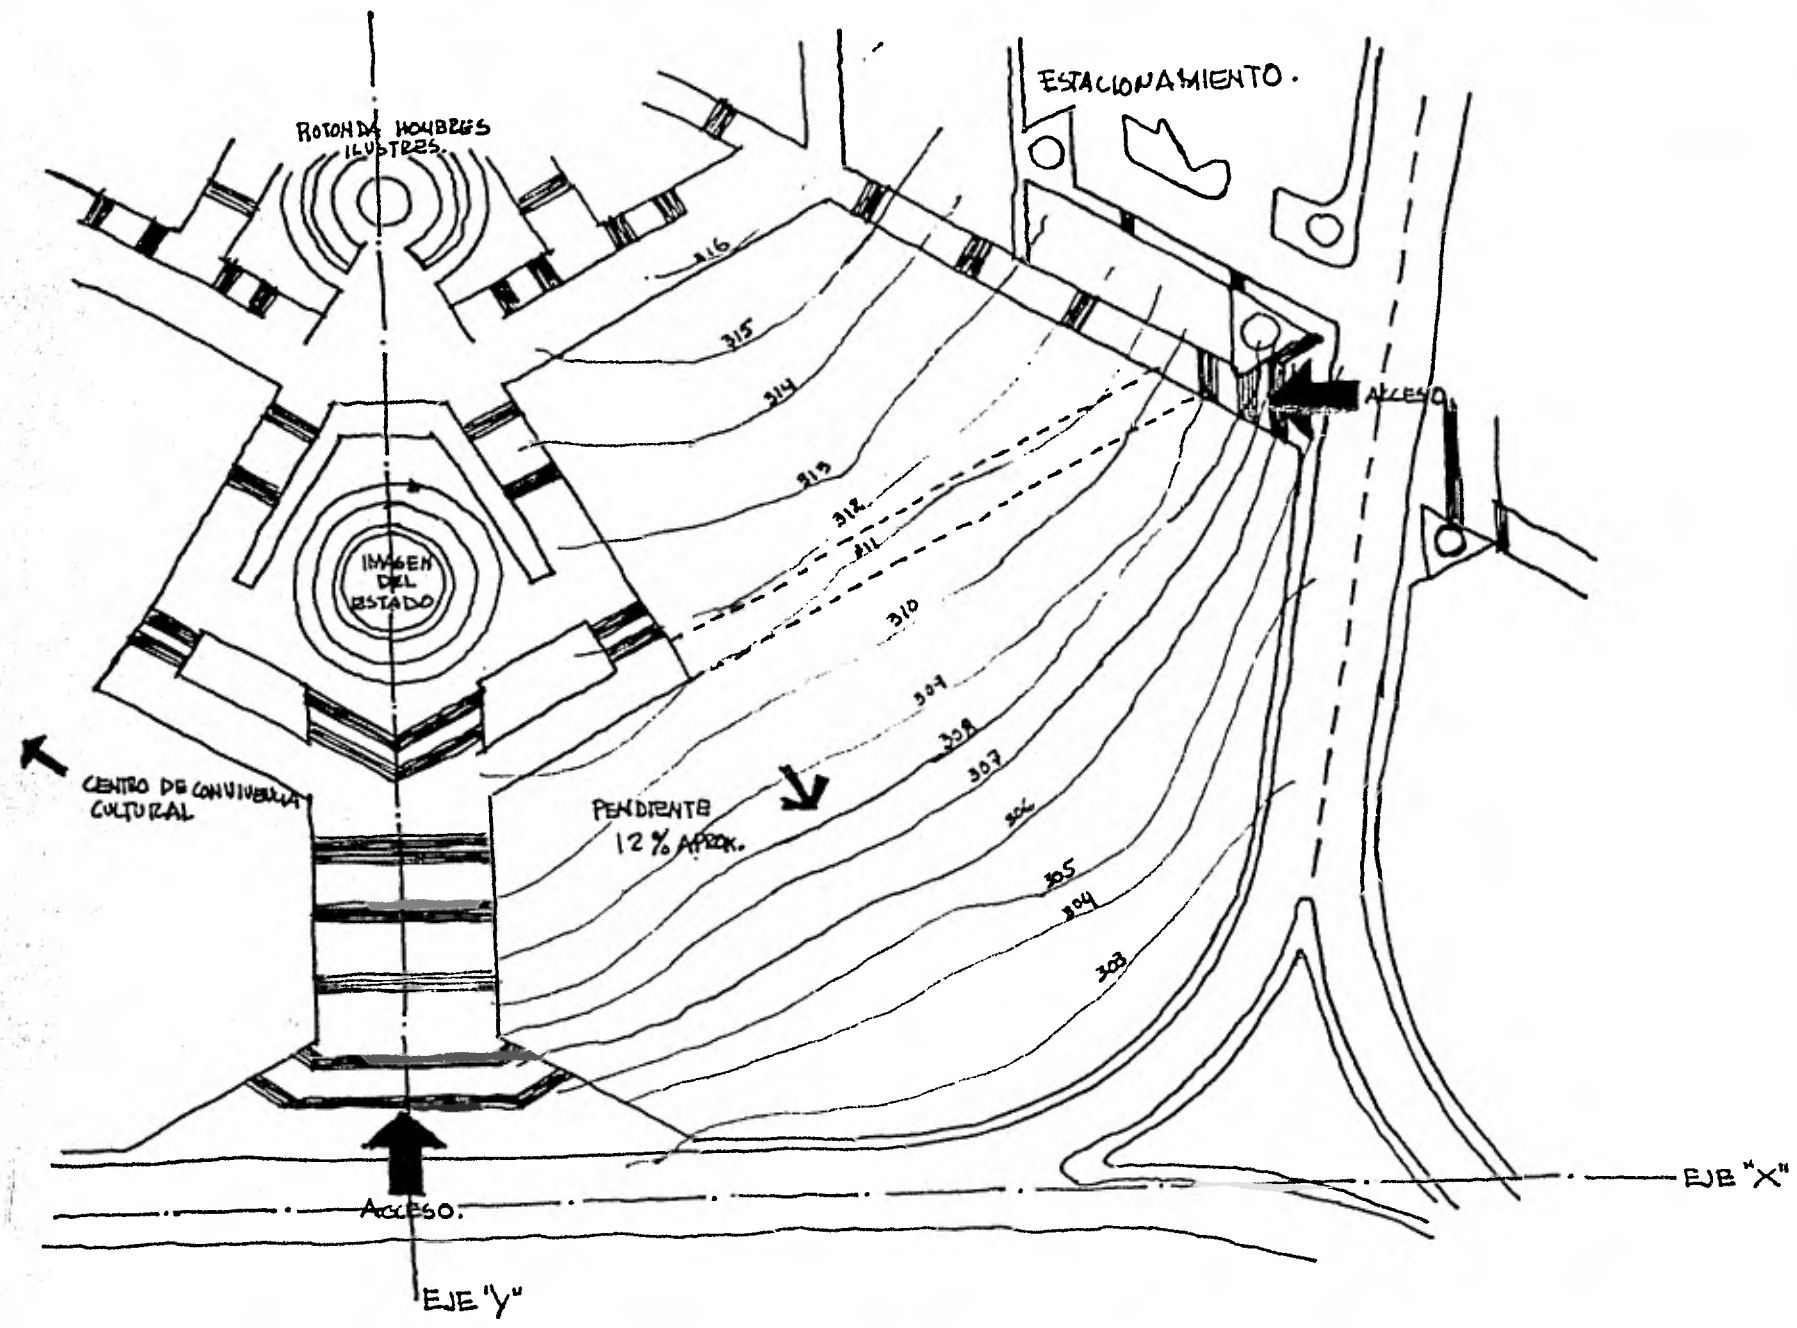 ESTACIONAMIENTO.
ROTONDA HOMBRES
ILUSTRES.
316
315
314
313
312
311
310
309
308
307
306
305
304
303
ACCESO
IMAGEN
DEL
ESTADO
CENTRO DE CONVIVENCIA
CULTURAL
PENDIENTE
12% APROX.
ACCESO.
EJE "X"
EJE "Y"